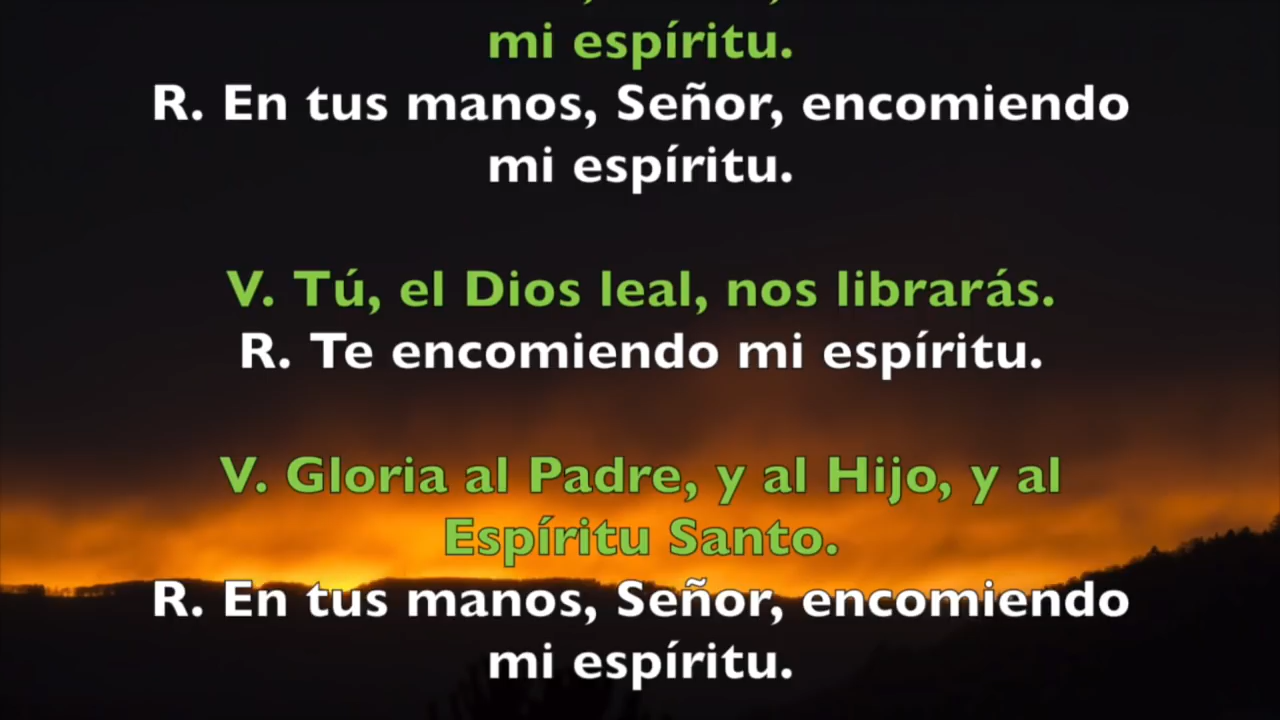 mi espíritu.
R. En tus manos, Señor, encomiendo
mi espíritu.
V. Tú, el Dios leal, nos librarás.
R. Te encomiendo mi espíritu.
V. Gloria al Padre, y al Hijo, y al
Espíritu Santo.
R. En tus manos, Señor, encomiendo
mi espíritu.